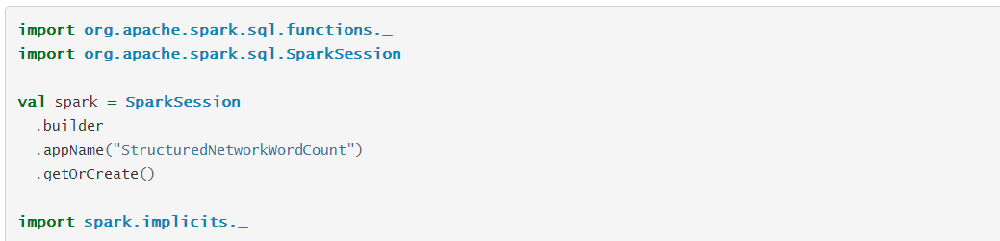 import org.apache.spark.sql.functions._
import org.apache.spark.sql.SparkSession
val spark = SparkSession
.builder
.appName("StructuredNetworkWordCount")
.getOrCreate()
import spark.implicits._